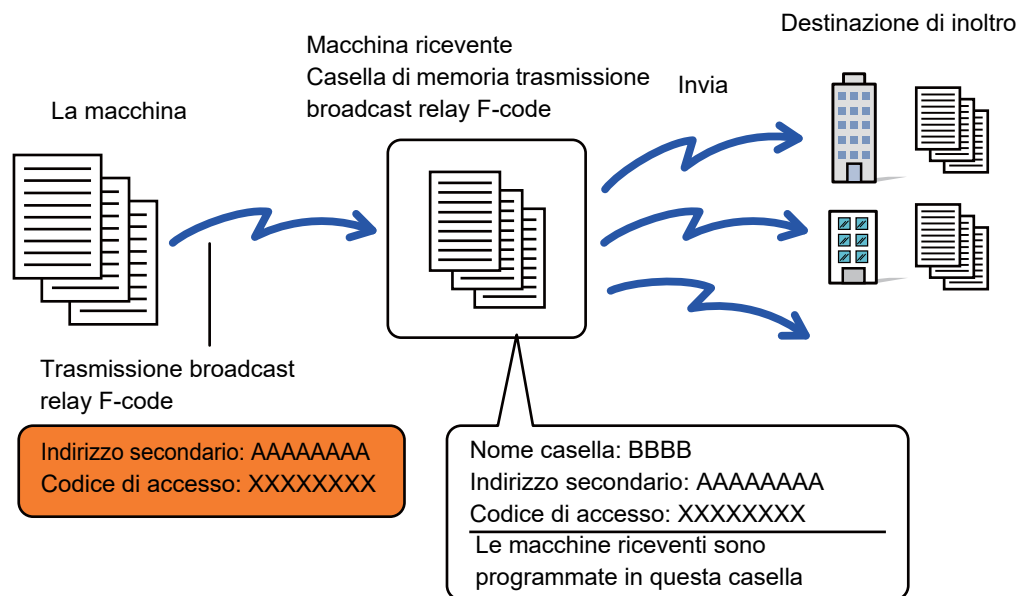 Destinazione di inoltro
Macchina ricevente
Casella di memoria trasmissione
broadcast relay F-code
Invia
La macchina
Trasmissione broadcast
relay F-code
Indirizzo secondario: AAAAAAAA
Codice di accesso: XXXXXXXX
Nome casella: BBBB
Indirizzo secondario: AAAAAAAA
Codice di accesso: XXXXXXXX
Le macchine riceventi sono
programmate in questa casella